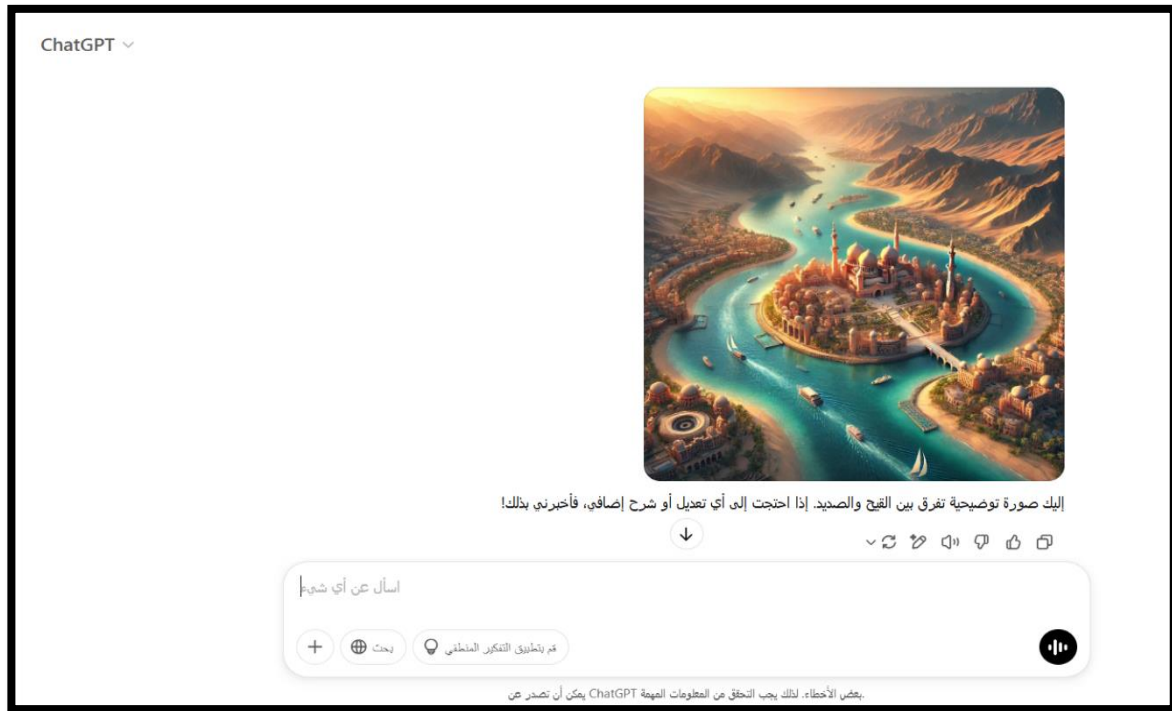 ChatGPT
إليك صورة توضيحية تفرق بين القيح والصديد. إذا احتجت إلى أي تعديل أو شرح إضافي، فأخبرني بذلك!
اسأل عن أي شيء
قم بتطبيق التفكير المنطقي
بحث
.بعض الأخطاء. لذلك يجب التحقق من المعلومات المهمة ChatGPT يمكن أن تصدر عن